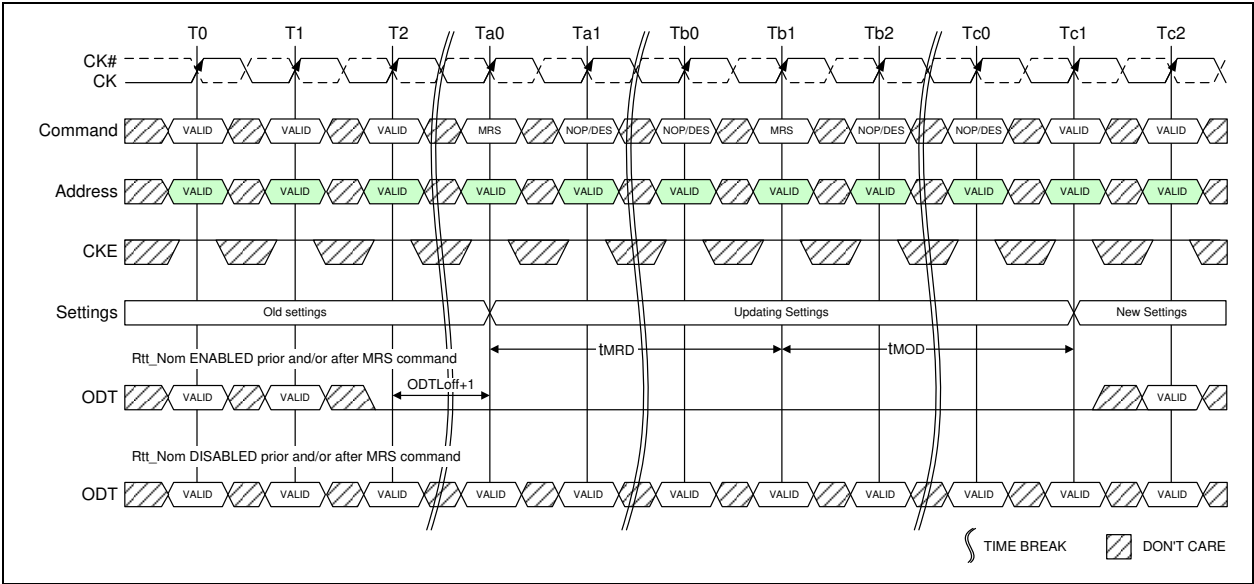 T0 T1 T2 Ta0 Ta1 Tb0 Tb1 Tb2 Tc0 Tc1 Tc2
CK#
CK
Command VALID VALID VALID MRS NOP/DES NOP/DES MRS NOP/DES NOP/DES VALID VALID
Address VALID VALID VALID VALID VALID VALID VALID VALID VALID VALID VALID
CKE
Settings Old settings Updating Settings New Settings
tMRD tMOD
Rtt_Nom ENABLED prior and/or after MRS command
ODTLoff+1
ODT VALID VALID VALID
Rtt_Nom DISABLED prior and/or after MRS command
ODT VALID VALID VALID VALID VALID VALID VALID VALID VALID VALID VALID
TIME BREAK DON'T CARE